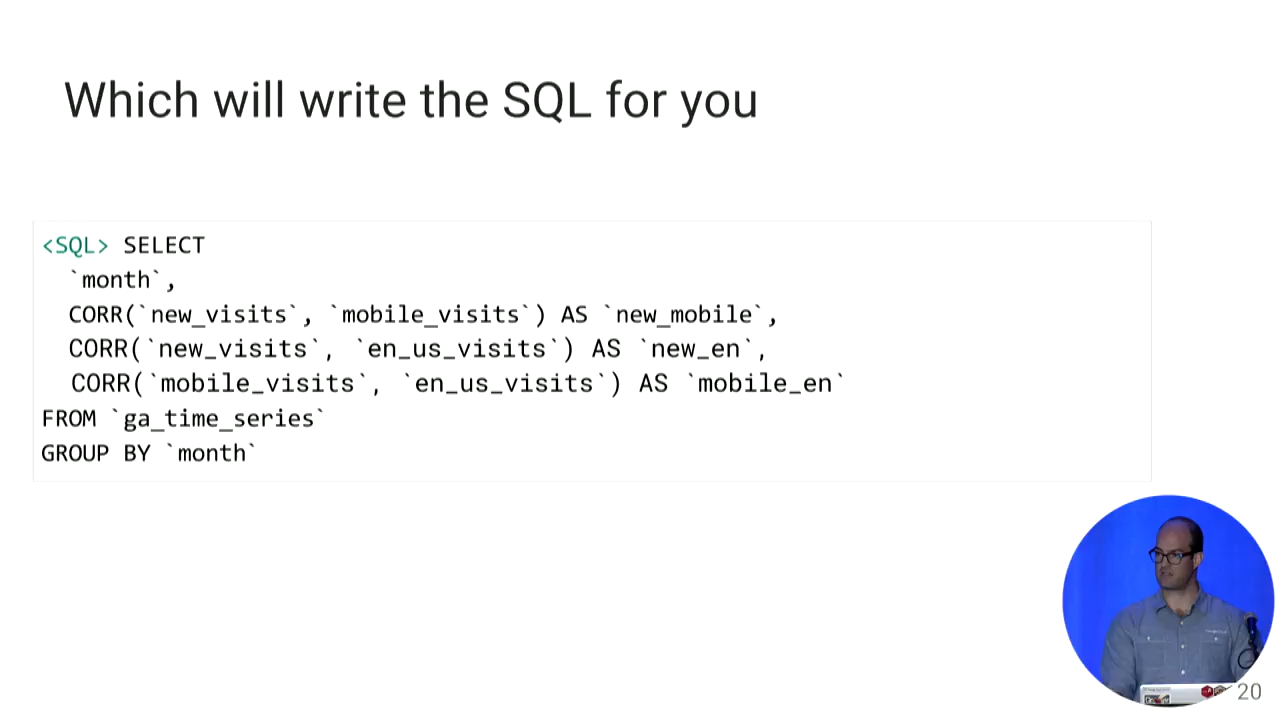 Which will write the SQL for you
<SQL> SELECT
  `month`,
  CORR(`new_visits`, `mobile_visits`) AS `new_mobile`,
  CORR(`new_visits`, `en_us_visits`) AS `new_en`,
  CORR(`mobile_visits`, `en_us_visits`) AS `mobile_en`
FROM `ga_time_series`
GROUP BY `month`
20